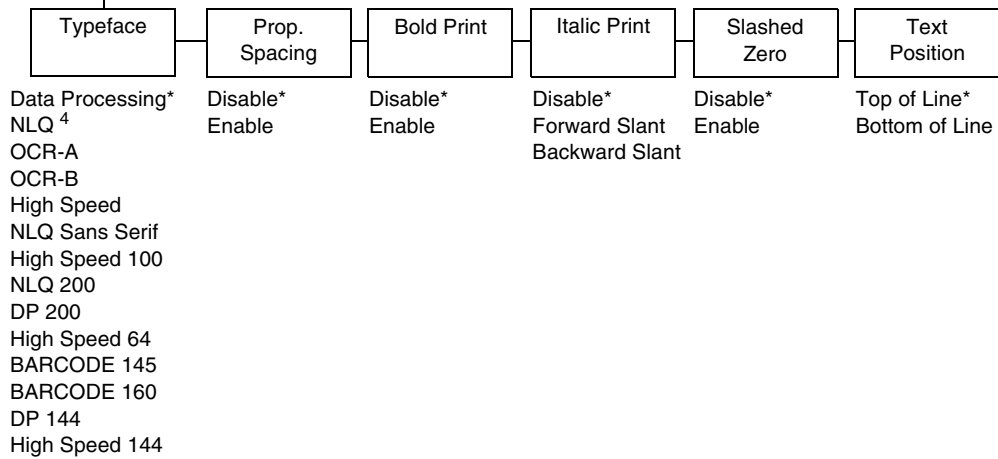 Typeface
Prop.
Spacing
Bold Print
Italic Print
Slashed
Zero
Text
Position
Data Processing*
NLQ 4
OCR-A
OCR-B
High Speed
NLQ Sans Serif
High Speed 100
NLQ 200
DP 200
High Speed 64
BARCODE 145
BARCODE 160
DP 144
High Speed 144
Disable*
Enable
Disable*
Enable
Disable*
Forward Slant
Backward Slant
Disable*
Enable
Top of Line*
Bottom of Line